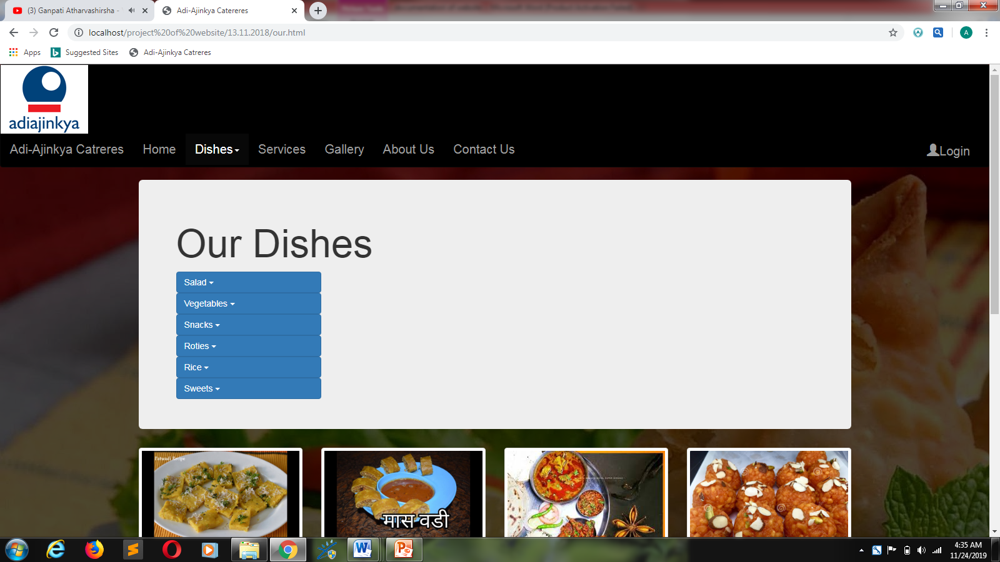 (3) Ganpati Atharvashirsha -
Adi-Ajinkya Catereres
localhost/project%20of%20website/13.11.2018/our.html
A
Apps
Suggested Sites
Adi-Ajinkya Catreres
adiajinkya
Adi-Ajinkya Catreres
Home
Dishes
Services
Gallery
About Us
Contact Us
Login
Our Dishes
Salad
Vegetables
Snacks
Roties
Rice
Sweets
Patwadi Recipe
मास वडी
4:35 AM
11/24/2019